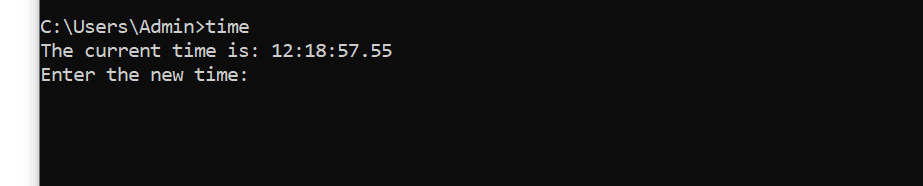 C:\Users\Admin>time
The current time is: 12:18:57.55
Enter the new time: